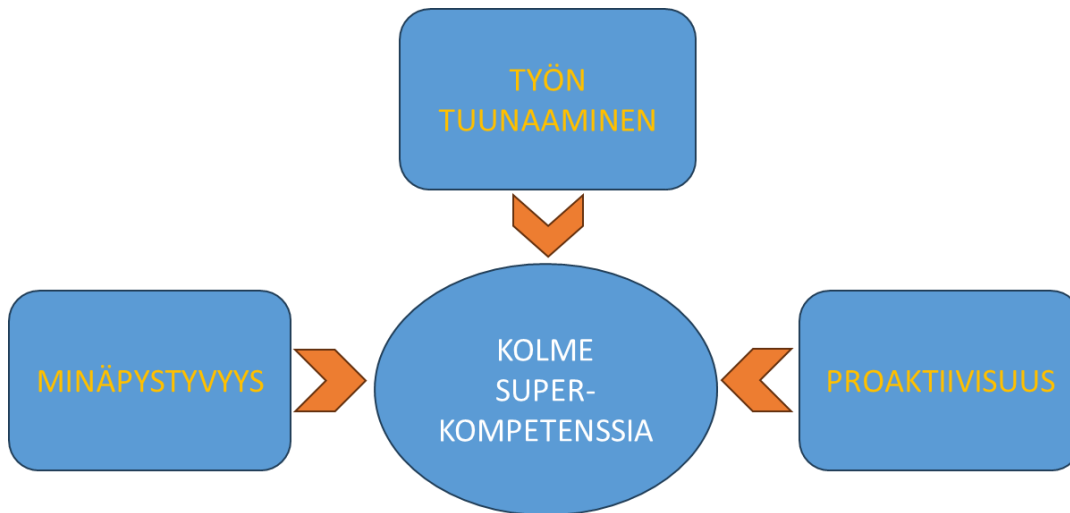 TYÖN
TUUNAAMINEN
MINÄPYSTYVYYS
KOLME
SUPER-
KOMPETENSSIA
PROAKTIIVISUUS